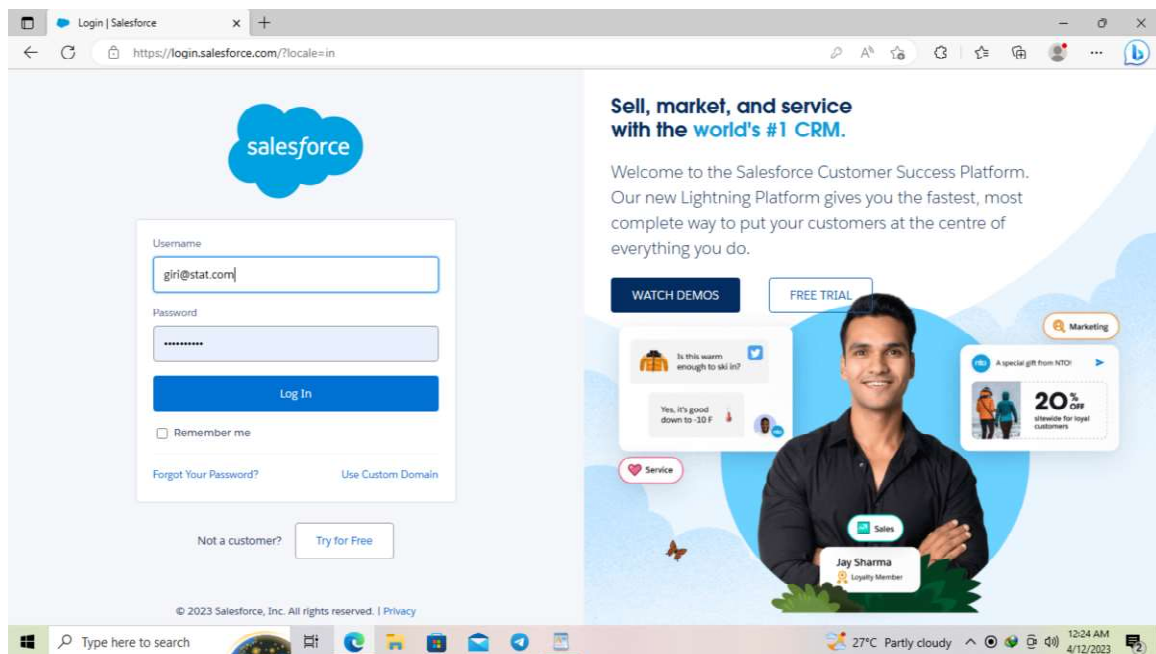 Login | Salesforce
https://login.salesforce.com/?locale=in
salesforce
Username
giri@stat.com
Password
••••••••••
Log In
Remember me
Forgot Your Password?
Use Custom Domain
Not a customer?
Try for Free
© 2023 Salesforce, Inc. All rights reserved. | Privacy
Sell, market, and service
with the world's #1 CRM.
Welcome to the Salesforce Customer Success Platform.
Our new Lightning Platform gives you the fastest, most
complete way to put your customers at the centre of
everything you do.
WATCH DEMOS
FREE TRIAL
Marketing
Is this warm
enough to ski in?
Yes, it's good
down to -10 F
nto
nto
A special gift from NTO!
20% OFF
sitewide for loyal
customers
Service
Sales
Jay Sharma
Loyalty Member
Type here to search
27°C Partly cloudy
12:24 AM
4/12/2023
2